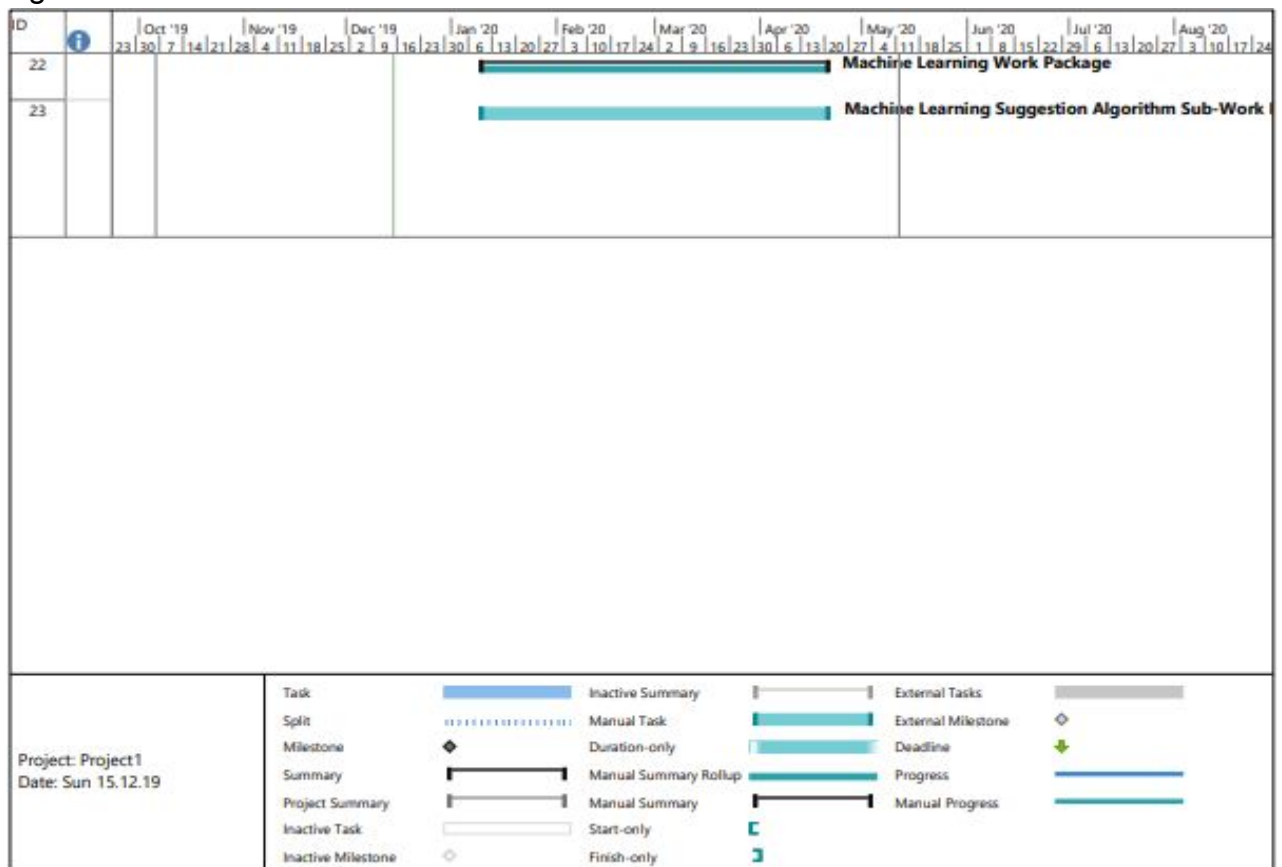 ID
Oct '19 Nov '19 Dec '19 Jan '20 Feb '20 Mar '20 Apr '20 May '20 Jun '20 Jul '20 Aug '20
23 30 7 14 21 28 4 11 18 25 2 9 16 23 30 6 13 20 27 3 10 17 24 2 9 16 23 30 6 13 20 27 4 11 18 25 1 8 15 22 29 6 13 20 27 3 10 17 24
22 Machine Learning Work Package
23 Machine Learning Suggestion Algorithm Sub-Work
Project: Project1
Date: Sun 15.12.19
Task
Split
Milestone
Summary
Project Summary
Inactive Task
Inactive Milestone
Inactive Summary
Manual Task
Duration-only
Manual Summary Rollup
Manual Summary
Start-only
Finish-only
External Tasks
External Milestone
Deadline
Progress
Manual Progress